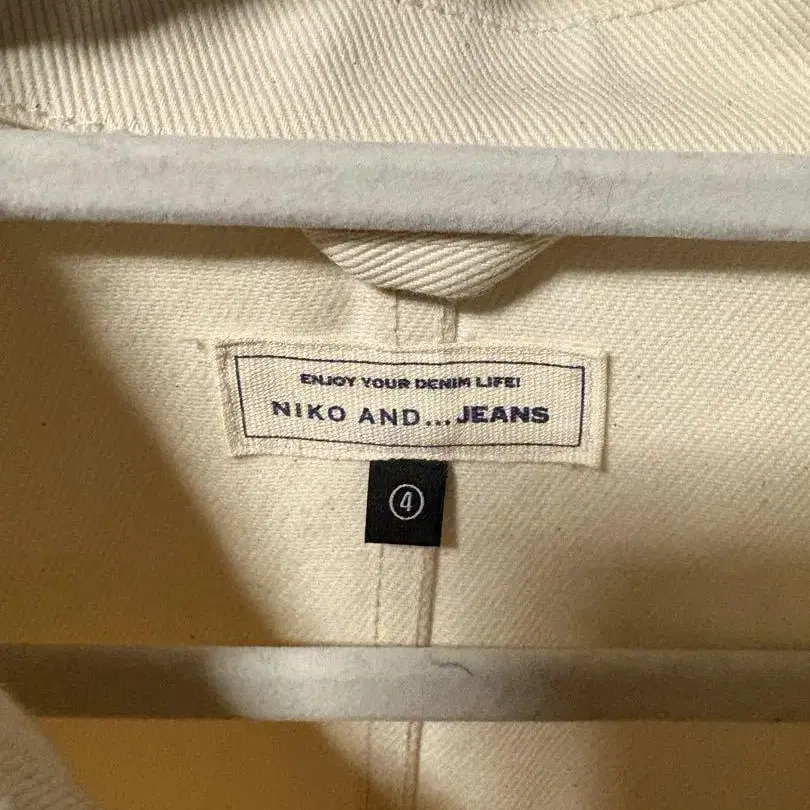 ENJOY YOUR DENIM LIFE!
NIKO AND...JEANS
④